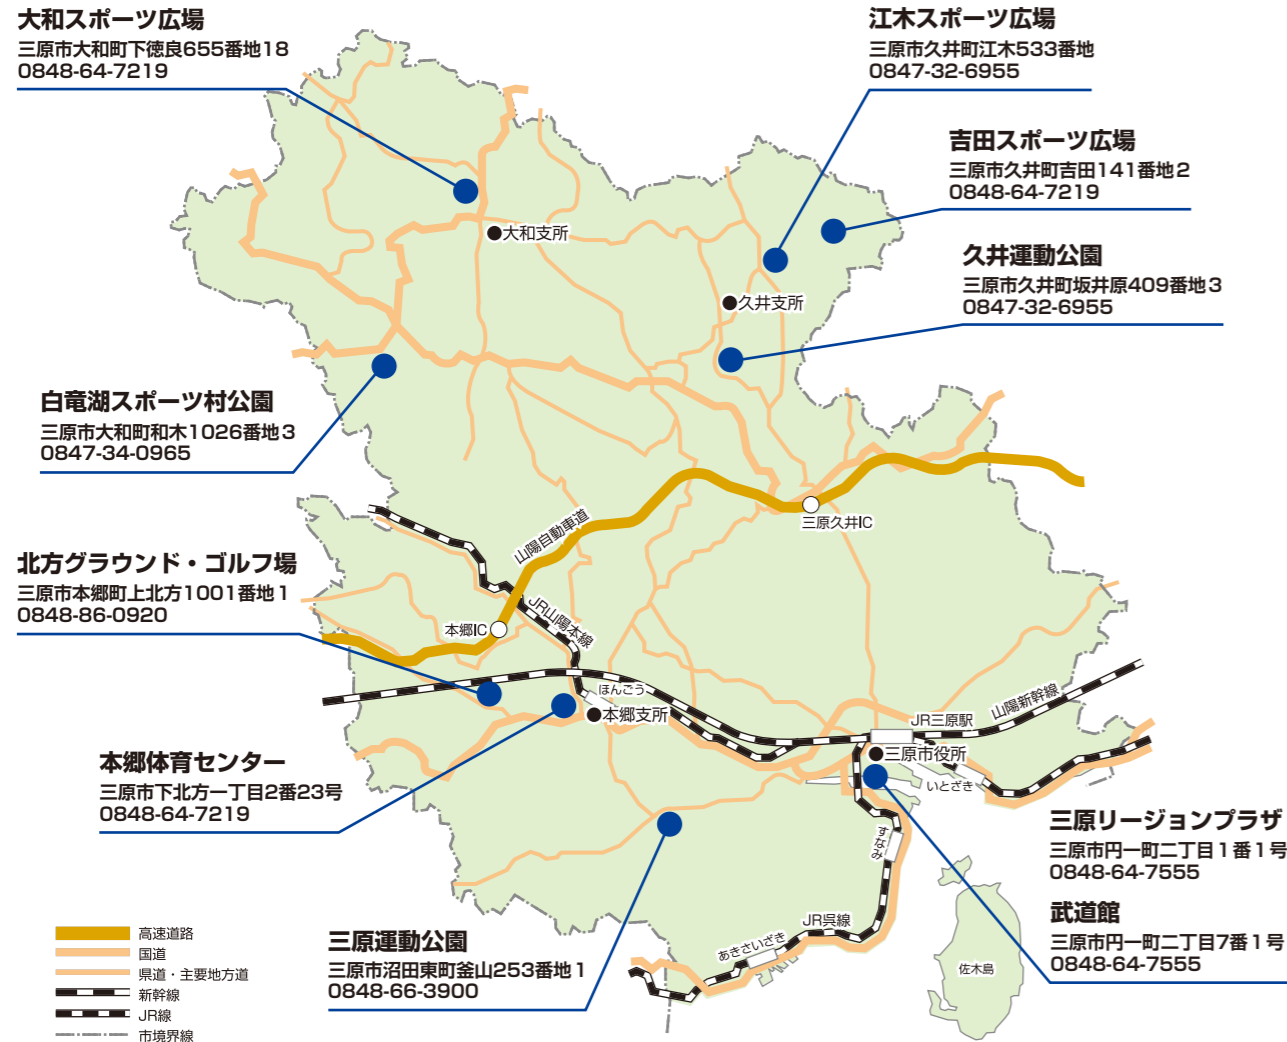 大和スポーツ広場
三原市大和町下徳良655番地18
0848-64-7219
江木スポーツ広場
三原市久井町江木533番地
0847-32-6955
吉田スポーツ広場
三原市久井町吉田141番地2
0848-64-7219
久井運動公園
三原市久井町坂井原409番地3
0847-32-6955
大和支所
久井支所
白竜湖スポーツ村公園
三原市大和町和木1026番地3
0847-34-0965
三原久井IC
山陽自動車道
北方グラウンド・ゴルフ場
三原市本郷町上北方1001番地1
0848-86-0920
本郷IC
JR山陽本線
ほんごう
本郷支所
JR三原駅
山陽新幹線
三原市役所
いとざき
本郷体育センター
三原市下北方一丁目2番23号
0848-64-7219
すなみ
三原リージョンプラザ
三原市円一町二丁目1番1号
0848-64-7555
武道館
三原市円一町二丁目7番1号
0848-64-7555
三原運動公園
三原市沼田東町釜山253番地1
0848-66-3900
あきさいざき
JR呉線
佐木島
高速道路
国道
県道・主要地方道
新幹線
JR線
市境界線